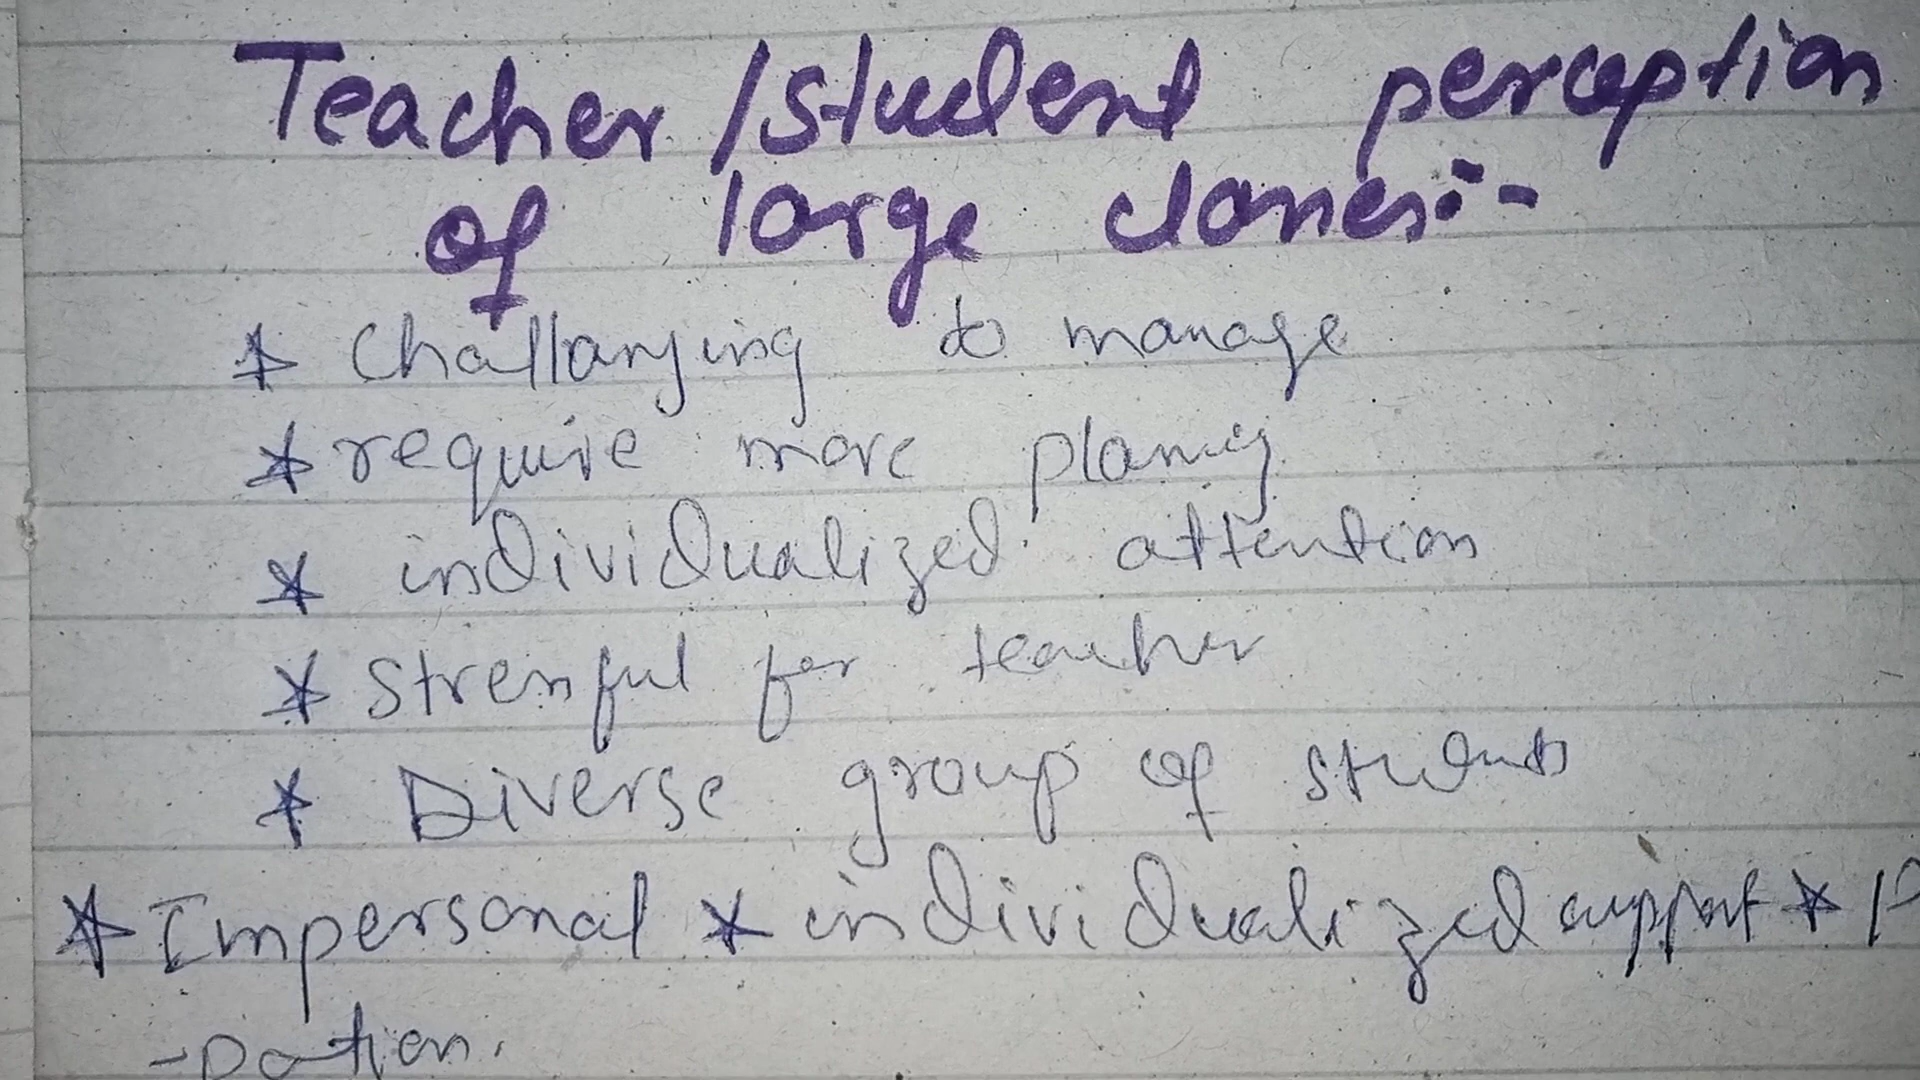 Teacher/student perception
of large classes:-
* Challanging to manage
* require more planing
* individualized attention
* Stressful for teacher
* Diverse group of students
* Impersonal * individualized support *
-pation.